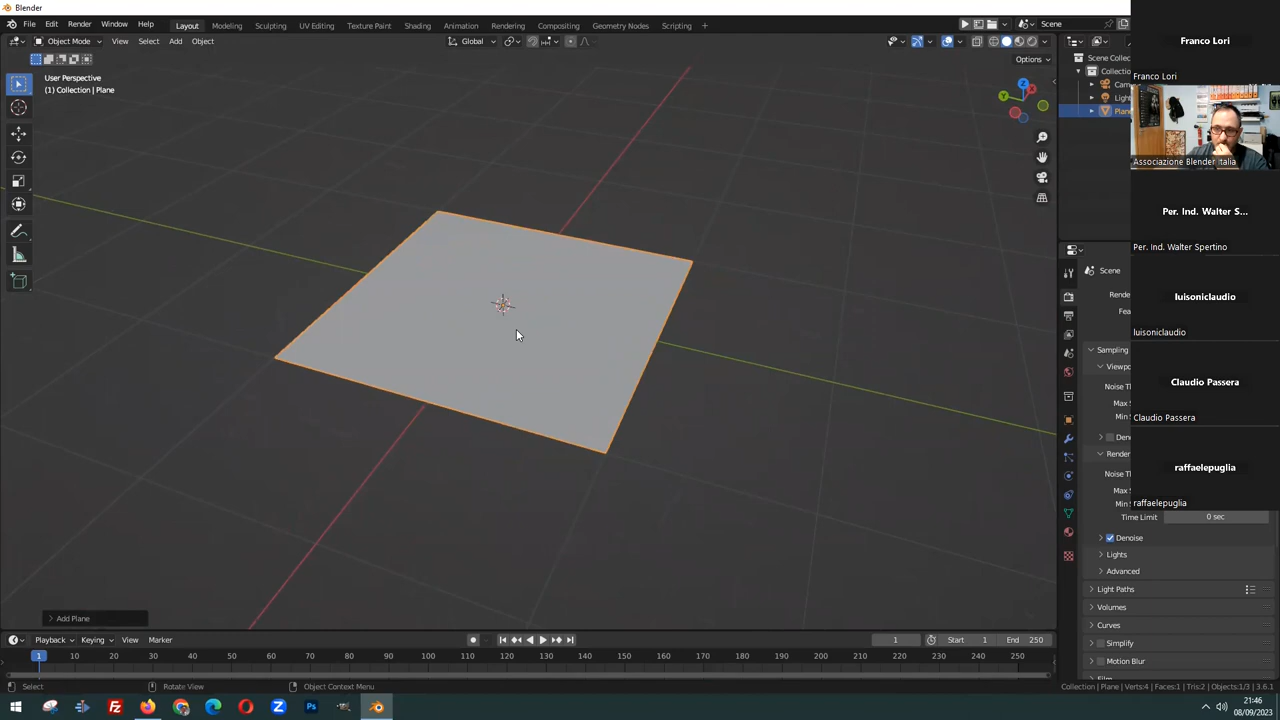 Blender
File Edit Render Window Help Layout Modeling Sculpting UV Editing Texture Paint Shading Animation Rendering Compositing Geometry Nodes Scripting + Scene
Object Mode View Select Add Object Global
Options
User Perspective
(1) Collection | Plane
Z
Y
X
Scene Collec
Collection
Cam
Light
Plane
Franco Lori
Franco Lori
Associazione Blender Italia
Per. Ind. Walter S...
Per. Ind. Walter Spertino
luisoniclaudio
luisoniclaudio
Claudio Passera
Claudio Passera
raffaelepuglia
raffaelepuglia
Scene
Rende
Fea
Sampling
Viewpo
Noise T
Max S
Min S
Deno
Render
Noise T
Max S
Min S
Time Limit 0 sec
Denoise
Lights
Advanced
Light Paths
Volumes
Curves
Simplify
Motion Blur
Add Plane
Playback Keying View Marker 1 Start 1 End 250
1 10 20 30 40 50 60 70 80 90 100 110 120 130 140 150 160 170 180 190 200 210 220 230 240 250
Select Rotate View Object Context Menu Collection | Plane | Verts:4 | Faces:1 | Tris:2 | Objects:1/3 | 3.6.1
21:46
08/09/2023